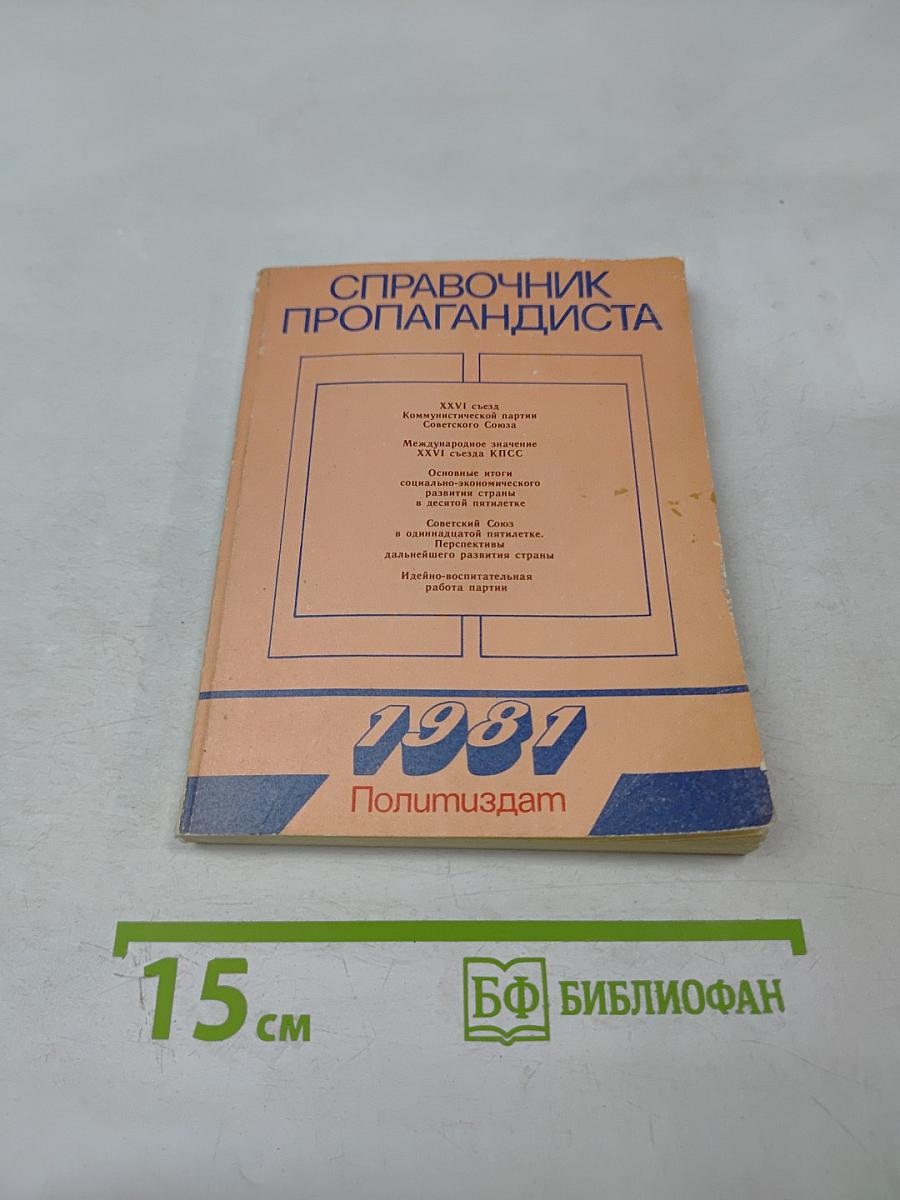 СПРАВОЧНИК
ПРОПАГАНДИСТА
XXVI съезд
Коммунистической партии
Советского Союза
Международное значение
XXVI съезда КПСС
Основные итоги
социально-экономического
развития страны
в десятой пятилетке
Советский Союз
в одиннадцатой пятилетке.
Перспективы
дальнейшего развития страны
Идейно-воспитательная
работа партии
1981
Политиздат
15 см
БФ БИБЛИОФАН